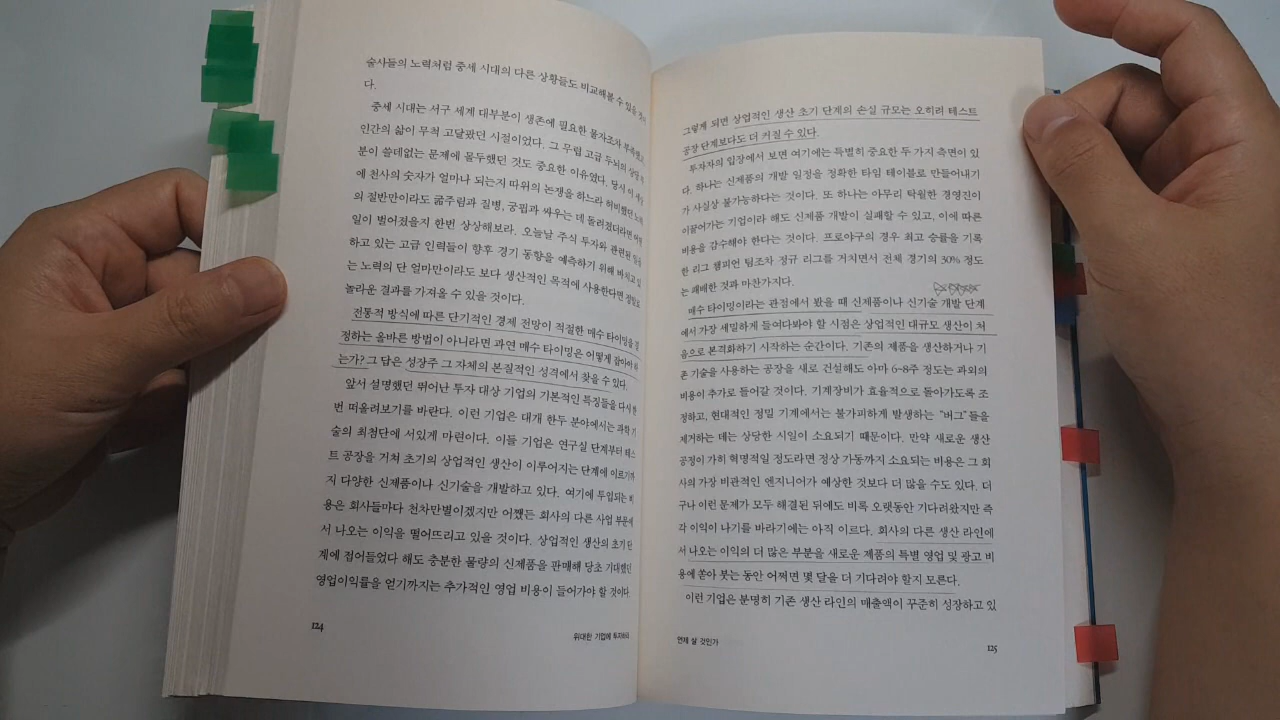 술사들의 노력처럼 중세 시대의 다른 상황들도 비교해볼 수 있을 것이
다.
중세 시대는 서구 세계 대부분이 생존에 필요한 물자조차 부족했고,
인간의 삶이 무척 고달팠던 시절이었다. 그 무렵 고급 두뇌의 상당 부
분이 쓸데없는 문제에 몰두했던 것도 중요한 이유였다. 당시
에 천사의 숫자가 얼마나 되는지 따위의 논쟁을 하느라 허비했던 노력
의 절반만이라도 굶주림과 질병, 궁핍과 싸우는 데 돌려졌더라면 어떤
일이 벌어졌을지 한번 상상해보라. 오늘날 주식 투자와 관련된 일을
하고 있는 고급 인력들이 향후 경기 동향을 예측하기 위해 바치고 있
는 노력의 단 얼마만이라도 보다 생산적인 목적에 사용한다면 정말로
놀라운 결과를 가져올 수 있을 것이다.
전통적 방식에 따른 단기적인 경제 전망이 적절한 매수 타이밍을 결
정하는 올바른 방법이 아니라면 과연 매수 타이밍은 어떻게 잡아야 하
는가? 그 답은 성장주 그 자체의 본질적인 성격에서 찾을 수 있다.
앞서 설명했던 뛰어난 투자 대상 기업의 기본적인 특징들을 다시 한
번 떠올려보기를 바란다. 이런 기업은 대개 한두 분야에서는 과학 기
술의 최첨단에 서있게 마련이다. 이들 기업은 연구실 단계부터 테스
트 공장을 거쳐 초기의 상업적인 생산이 이루어지는 단계에 이르기까
지 다양한 신제품이나 신기술을 개발하고 있다. 여기에 투입되는 비
용은 회사들마다 천차만별이겠지만 어쨌든 회사의 다른 사업 부문에
서 나오는 이익을 떨어뜨리고 있을 것이다. 상업적인 생산의 초기 단
계에 접어들었다 해도 충분한 물량의 신제품을 판매해 당초 기대했던
영업이익률을 얻기까지는 추가적인 영업 비용이 들어가야 할 것이다.
124
위대한 기업에 투자하라
그렇게 되면 상업적인 생산 초기 단계의 손실 규모는 오히려 테스트
공장 단계보다도 더 커질 수 있다.
투자자의 입장에서 보면 여기에는 특별히 중요한 두 가지 측면이 있
다. 하나는 신제품의 개발 일정을 정확한 타임 테이블로 만들어내기
가 사실상 불가능하다는 것이다. 또 하나는 아무리 탁월한 경영진이
이끌어가는 기업이라 해도 신제품 개발이 실패할 수 있고, 이에 따른
비용을 감수해야 한다는 것이다. 프로야구의 경우 최고 승률을 기록
한 리그 챔피언 팀조차 정규 리그를 거치면서 전체 경기의 30% 정도
는 패배한 것과 마찬가지다.
매수 타이밍이라는 관점에서 봤을 때 신제품이나 신기술 개발 단계
에서 가장 세밀하게 들여다봐야 할 시점은 상업적인 대규모 생산이 처
음으로 본격화하기 시작하는 순간이다. 기존의 제품을 생산하거나 기
존 기술을 사용하는 공장을 새로 건설해도 아마 6~8주 정도는 과외의
비용이 추가로 들어갈 것이다. 기계장비가 효율적으로 돌아가도록 조
정하고, 현대적인 정밀 기계에서는 불가피하게 발생하는 "버그"들을
제거하는 데는 상당한 시일이 소요되기 때문이다. 만약 새로운 생산
공정이 가히 혁명적일 정도라면 정상 가동까지 소요되는 비용은 그 회
사의 가장 비관적인 엔지니어가 예상한 것보다 더 많을 수도 있다. 더
구나 이런 문제가 모두 해결된 뒤에도 비록 오랫동안 기다려왔지만 즉
각 이익이 나기를 바라기에는 아직 이르다. 회사의 다른 생산 라인에
서 나오는 이익의 더 많은 부분을 새로운 제품의 특별 영업 및 광고 비
용에 쏟아 붓는 동안 어쩌면 몇 달을 더 기다려야 할지 모른다.
이런 기업은 분명히 기존 생산 라인의 매출액이 꾸준히 성장하고 있
언제 살 것인가
125